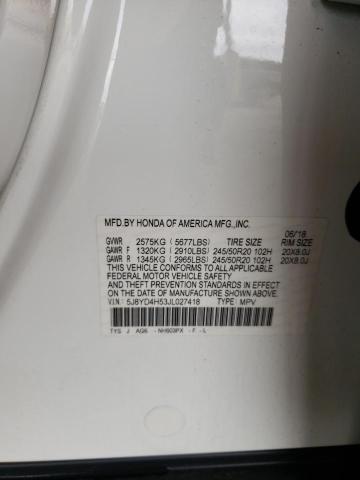 MFD.BY HONDA OF AMERICA MFG.,INC.
06/18
GVWR 2575KG (5677LBS) TIRE SIZE RIM SIZE
GAWR F 1320KG (2910LBS) 245/50R20 102H 20X8.0J
GAWR R 1345KG (2965LBS) 245/50R20 102H 20X8.0J
THIS VEHICLE CONFORMS TO ALL APPLICABLE
FEDERAL MOTOR VEHICLE SAFETY
AND THEFT PREVENTION STANDARDS IN EFFECT
ON THE DATE OF MANUFACTURE SHOWN ABOVE.
VIN: 5J8YD4H53JL027418 TYPE: MPV
TYS J AG6 - NH603PX - F - L